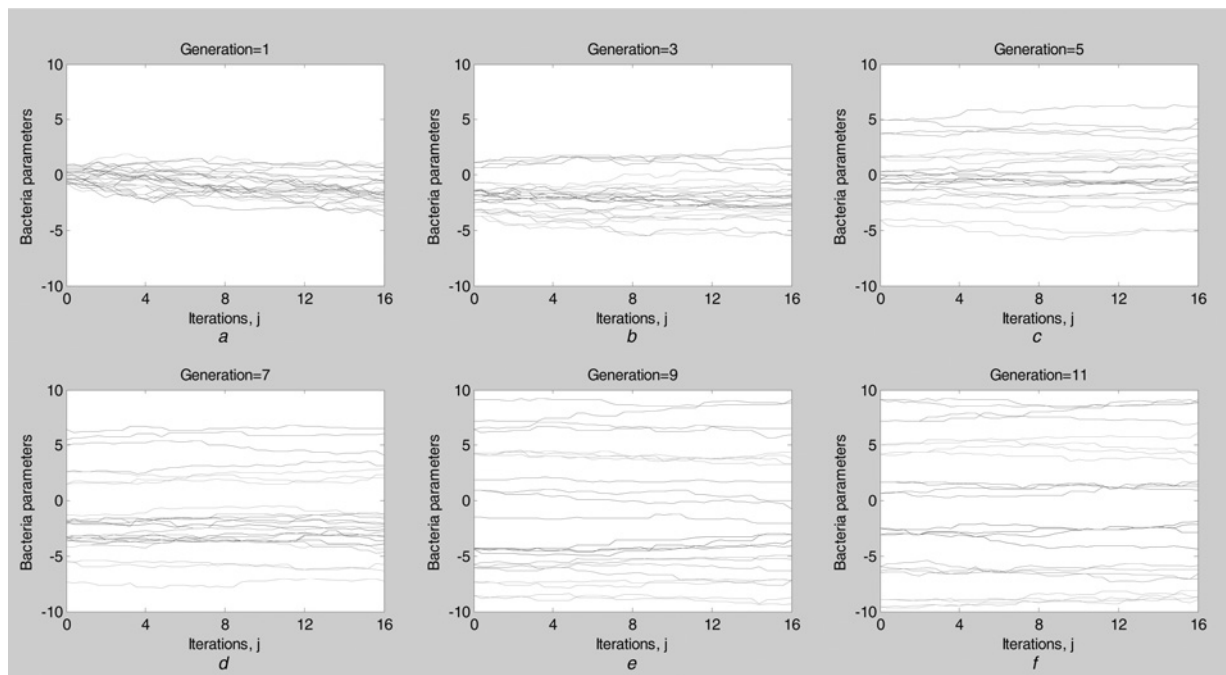 Generation=1
10
5
0
-5
-10
Bacteria parameters
0 4 8 12 16
Iterations, j
a
Generation=3
10
5
0
-5
-10
Bacteria parameters
0 4 8 12 16
Iterations, j
b
Generation=5
10
5
0
-5
-10
Bacteria parameters
0 4 8 12 16
Iterations, j
c
Generation=7
10
5
0
-5
-10
Bacteria parameters
0 4 8 12 16
Iterations, j
d
Generation=9
10
5
0
-5
-10
Bacteria parameters
0 4 8 12 16
Iterations, j
e
Generation=11
10
5
0
-5
-10
Bacteria parameters
0 4 8 12 16
Iterations, j
f